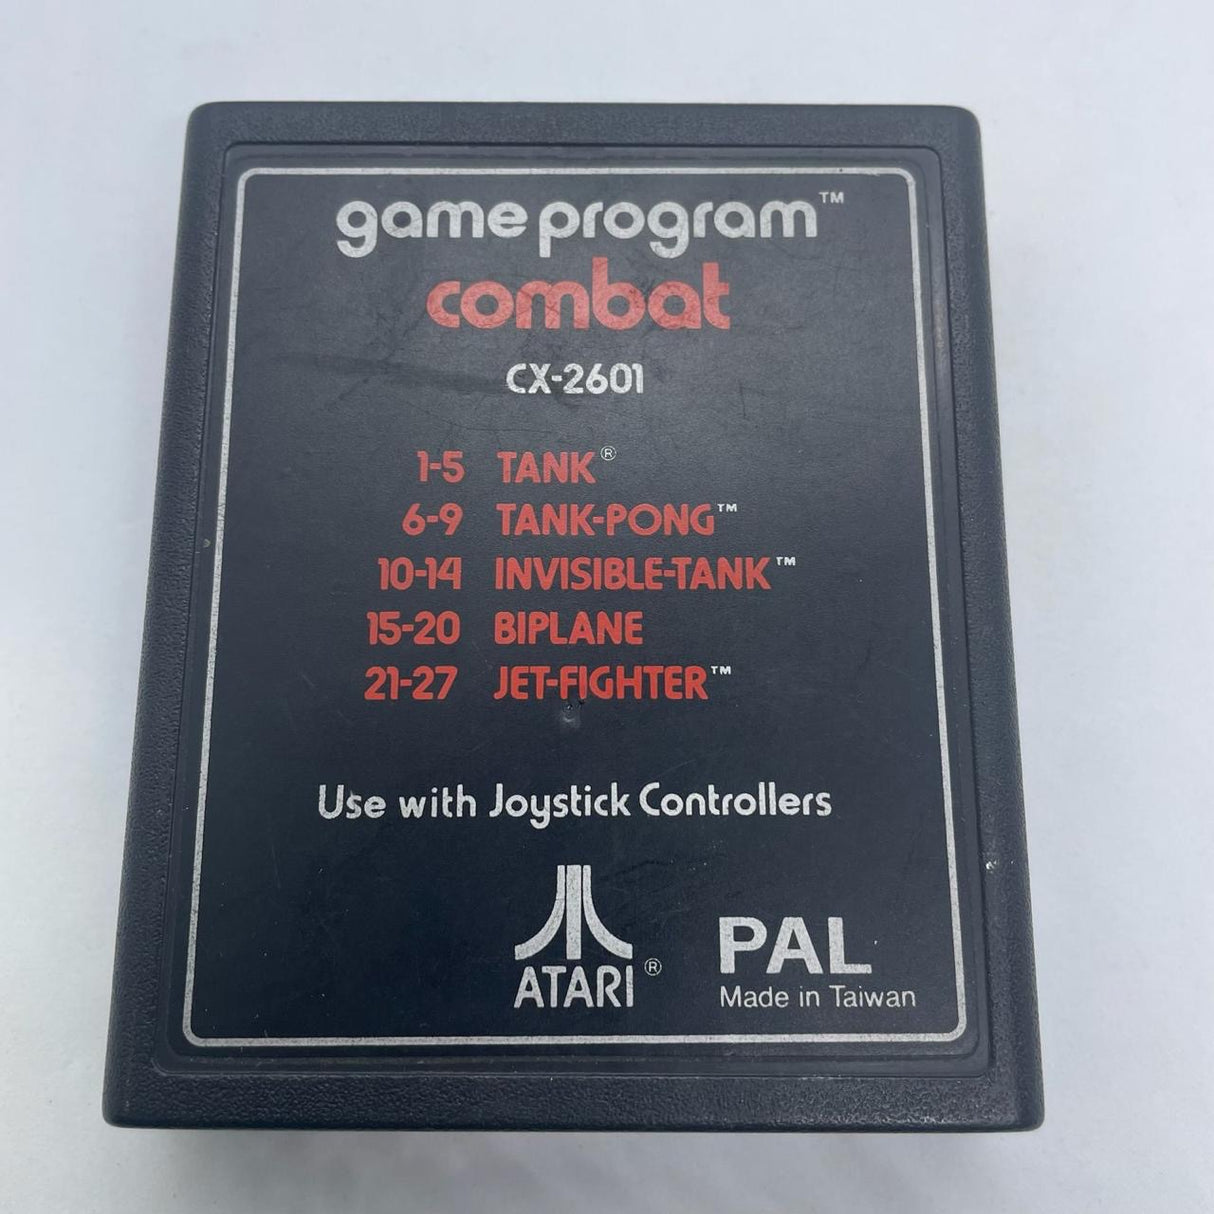 game program™
combat
CX-2601
1-5 TANK®
6-9 TANK-PONG™
10-14 INVISIBLE-TANK™
15-20 BIPLANE
21-27 JET-FIGHTER™
Use with Joystick Controllers
ATARI®
PAL
Made in Taiwan